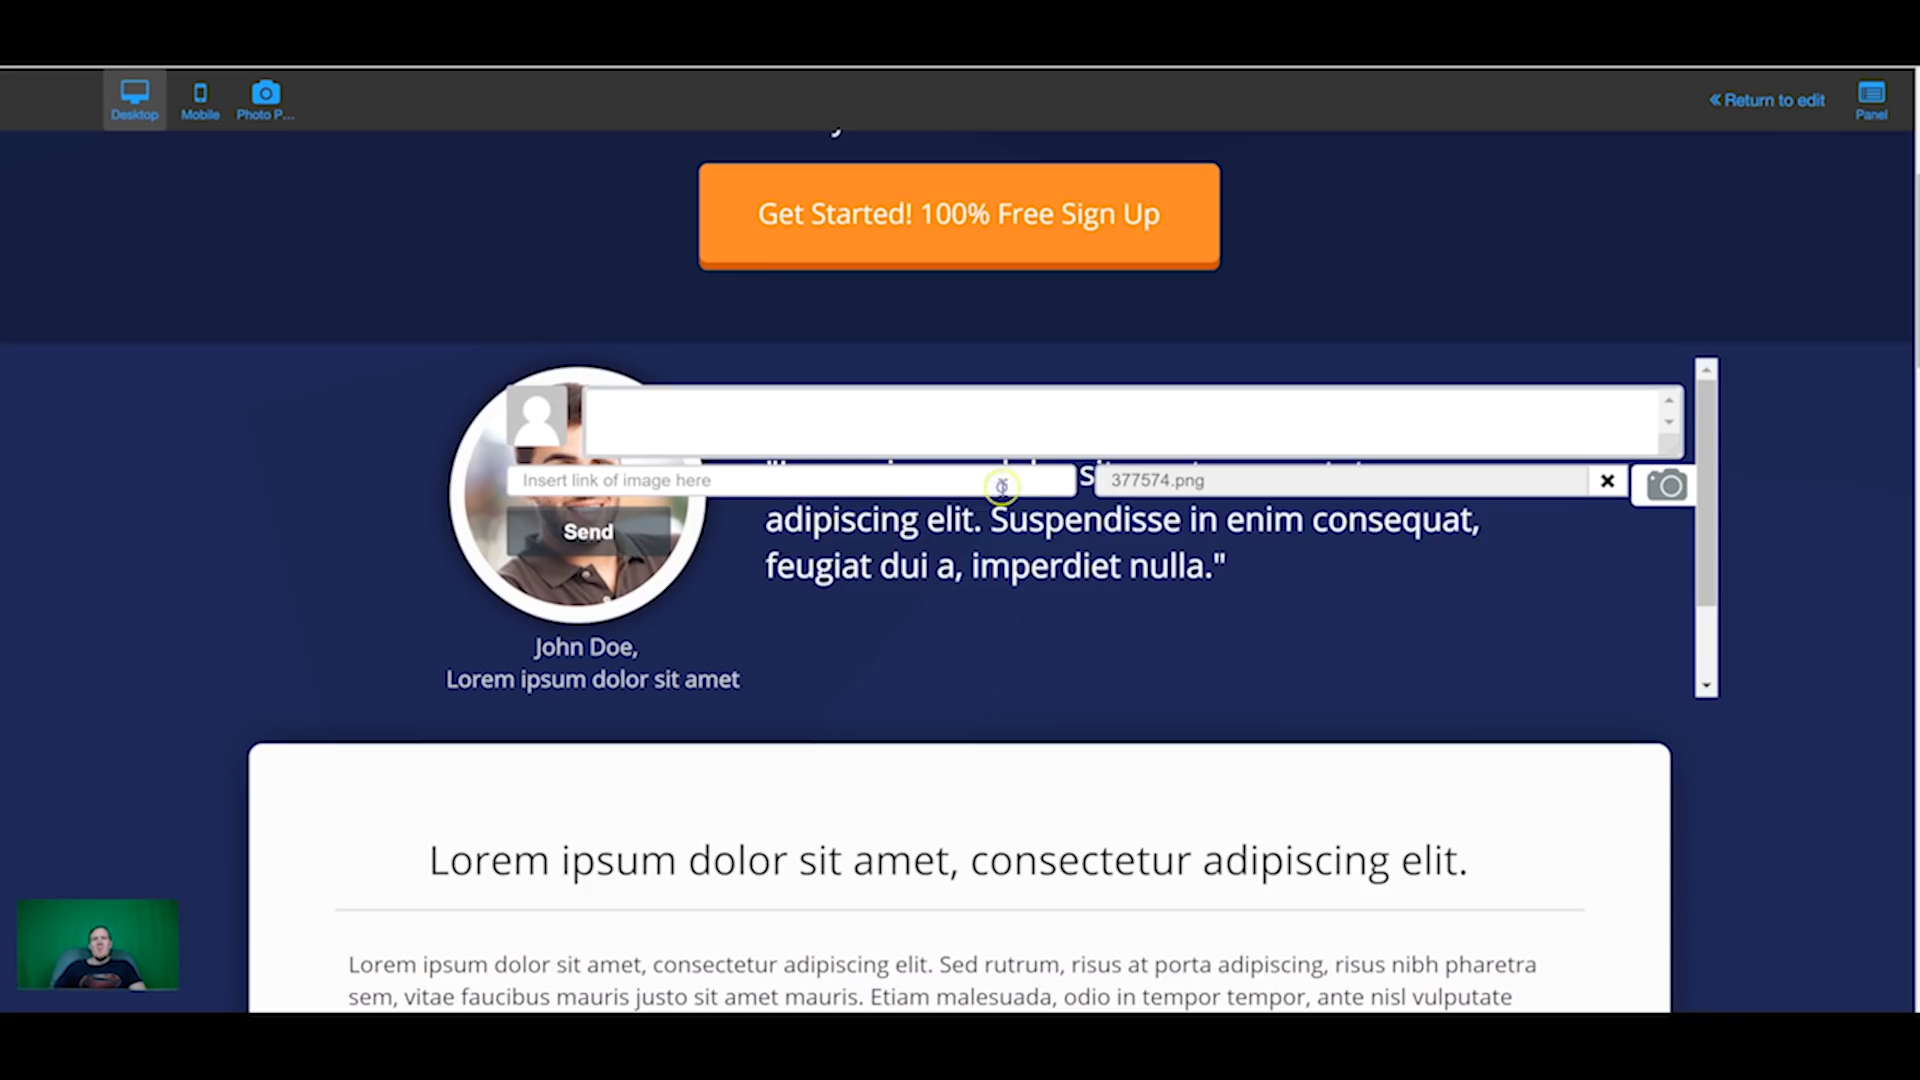 Desktop
Mobile
Photo P...
« Return to edit
Panel
Get Started! 100% Free Sign Up
Insert link of image here
377574.png
Send
adipiscing elit. Suspendisse in enim consequat,
feugiat dui a, imperdiet nulla."
John Doe,
Lorem ipsum dolor sit amet
Lorem ipsum dolor sit amet, consectetur adipiscing elit.
Lorem ipsum dolor sit amet, consectetur adipiscing elit. Sed rutrum, risus at porta adipiscing, risus nibh pharetra
sem, vitae faucibus mauris justo sit amet mauris. Etiam malesuada, odio in tempor tempor, ante nisl vulputate